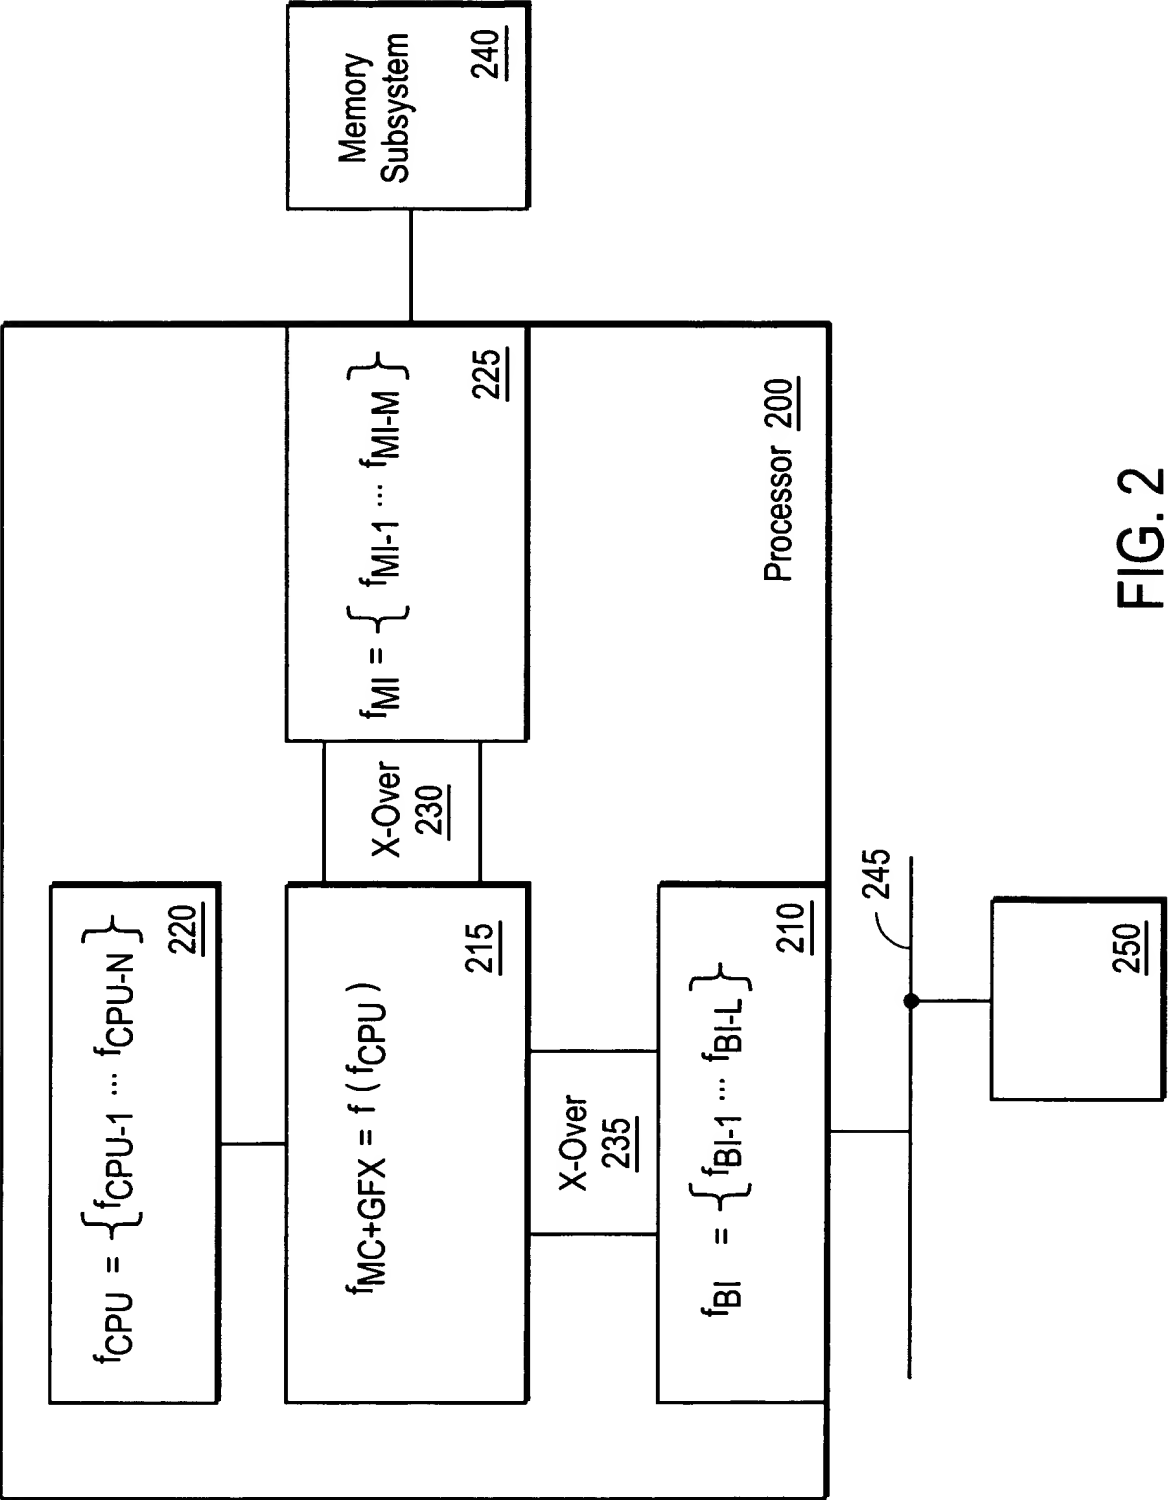 f_CPU = { f_CPU-1 ... f_CPU-N }
220
f_MC+GFX = f ( f_CPU )
215
X-Over
230
f_MI = { f_MI-1 ... f_MI-M }
225
Memory
Subsystem
240
X-Over
235
f_BI = { f_BI-1 ... f_BI-L }
210
Processor 200
245
250
FIG. 2